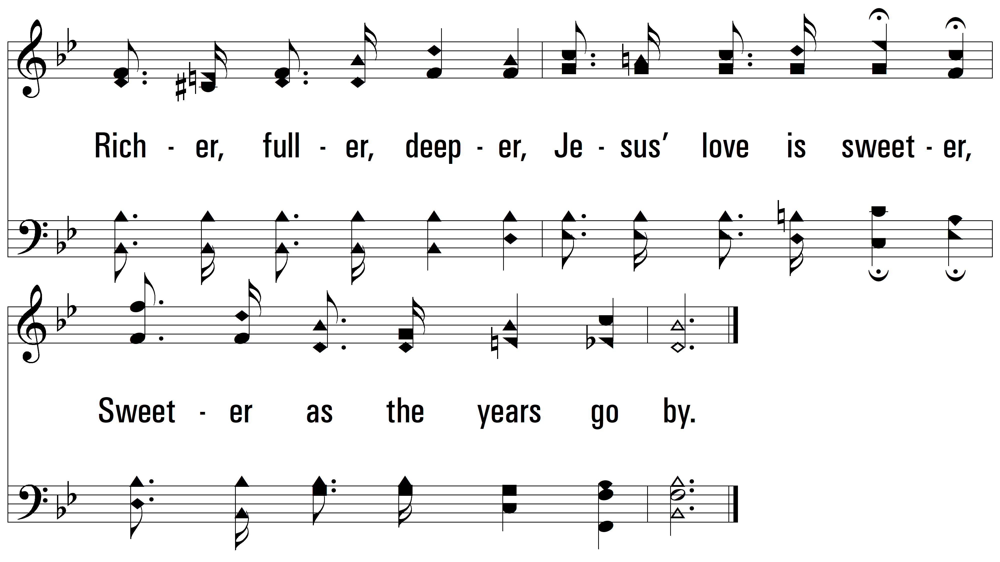 Rich - er, full - er, deep - er, Je - sus’ love is sweet - er,
Sweet - er as the years go by.